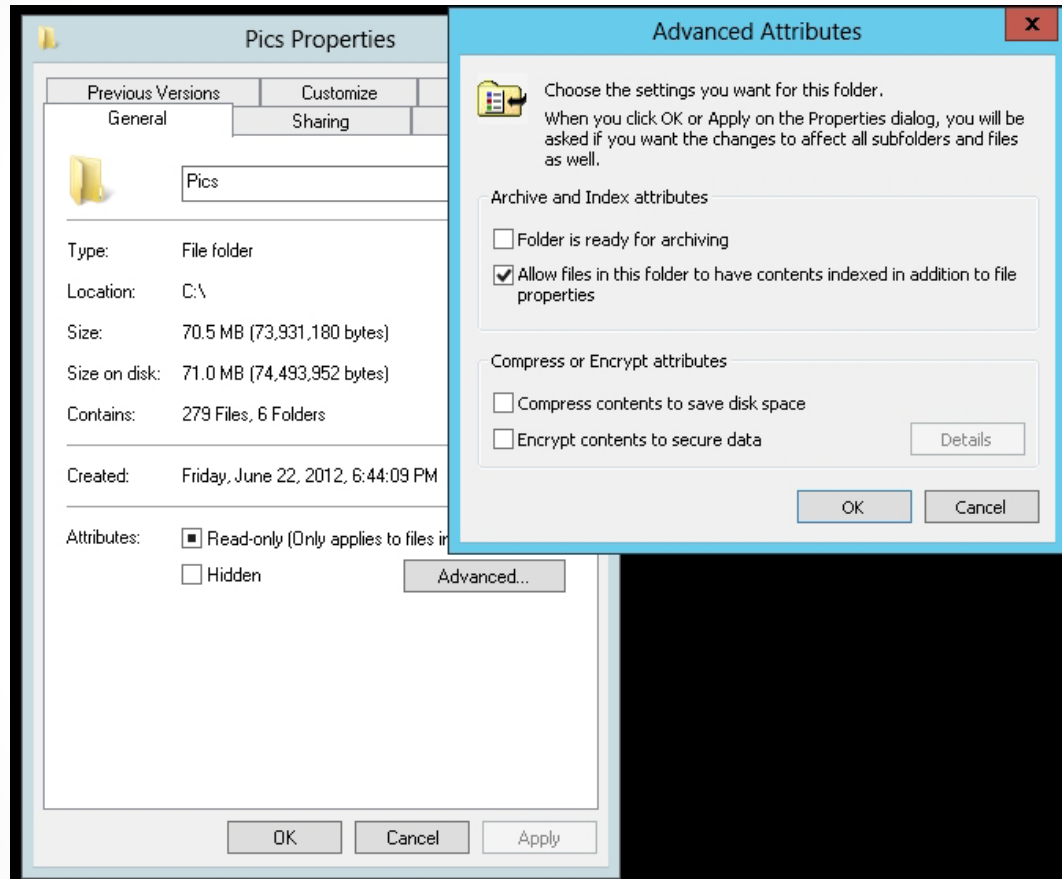 Pics Properties
Previous Versions
Customize
General
Sharing
Pics
Type: File folder
Location: C:\
Size: 70.5 MB (73,931,180 bytes)
Size on disk: 71.0 MB (74,493,952 bytes)
Contains: 279 Files, 6 Folders
Created: Friday, June 22, 2012, 6:44:09 PM
Attributes: Read-only (Only applies to files in
Hidden
Advanced...
OK Cancel Apply
Advanced Attributes
x
Choose the settings you want for this folder.
When you click OK or Apply on the Properties dialog, you will be
asked if you want the changes to affect all subfolders and files
as well.
Archive and Index attributes
Folder is ready for archiving
Allow files in this folder to have contents indexed in addition to file
properties
Compress or Encrypt attributes
Compress contents to save disk space
Encrypt contents to secure data
Details
OK Cancel